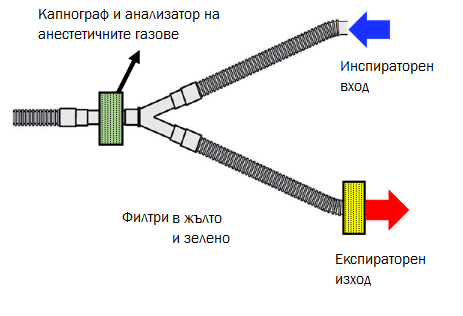 Капнограф и анализатор на
анестетичните газове
Инспираторен
вход
Филтри в жълто
и зелено
Експираторен
изход